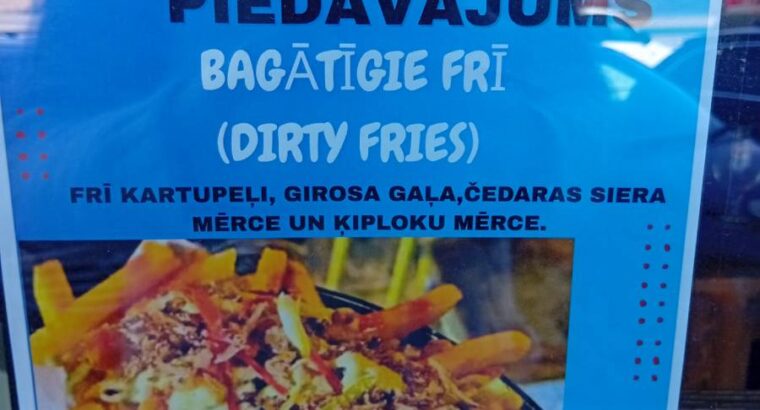 PIEDĀVĀJUMS
BAGĀTĪGIE FRĪ
(DIRTY FRIES)
FRĪ KARTUPEĻI, GIROSA GAĻA,ČEDARAS SIERA
MĒRCE UN ĶIPLOKU MĒRCE.